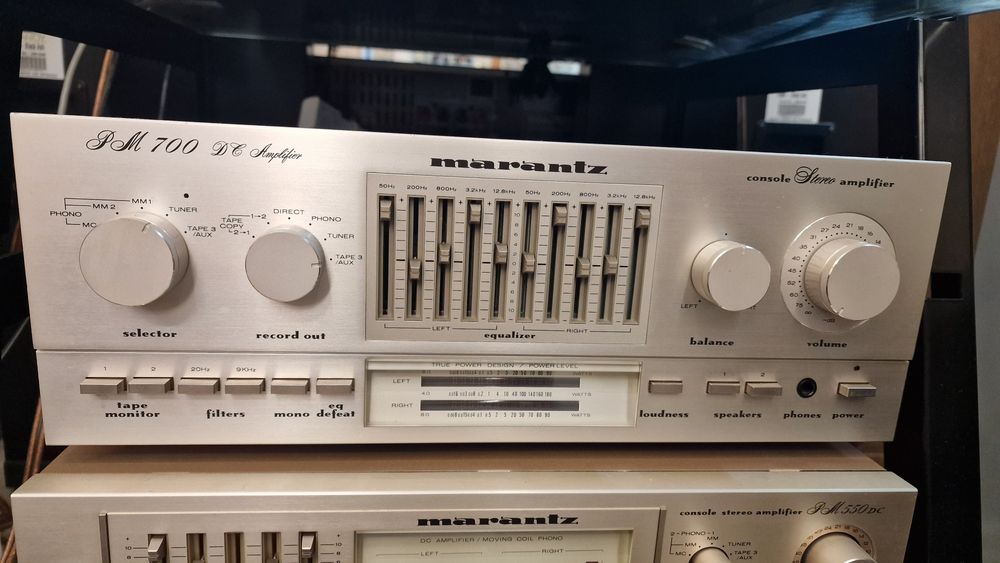 PM 700 DC Amplifier
marantz
console Stereo amplifier
PHONO
MM 2
MM 1
MC
TUNER
TAPE 3
/AUX
selector
TAPE
COPY
1→2
2→1
DIRECT
PHONO
TUNER
TAPE 3
/AUX
record out
50Hz 200Hz 800Hz 3.2kHz 12.8kHz 50Hz 200Hz 800Hz 3.2kHz 12.8kHz
LEFT RIGHT
equalizer
LEFT
balance
volume
1 2 20Hz 9KHz
tape
monitor
filters
mono
eq
defeat
TRUE POWER DESIGN / POWER LEVEL
LEFT
WATTS
RIGHT
WATTS
loudness
1 2
speakers
phones
power
marantz
console stereo amplifier PM 550 DC
DC AMPLIFIER / MOVING COIL PHONO
LEFT RIGHT
2-PHONO-1
MM MM
MC
TUNER
TAPE 3
/AUX